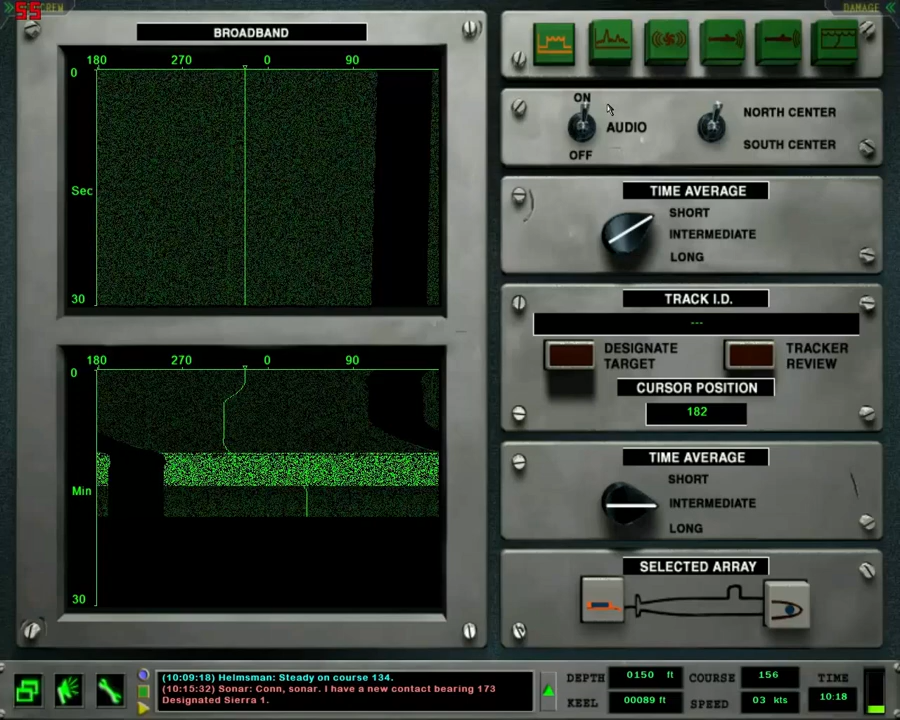 55
CREW
DAMAGE
BROADBAND
180 270 0 90
0
Sec
30
180 270 0 90
0
Min
30
ON
AUDIO
OFF
NORTH CENTER
SOUTH CENTER
TIME AVERAGE
SHORT
INTERMEDIATE
LONG
TRACK I.D.
---
DESIGNATE
TARGET
TRACKER
REVIEW
CURSOR POSITION
182
TIME AVERAGE
SHORT
INTERMEDIATE
LONG
SELECTED ARRAY
(10:09:18) Helmsman: Steady on course 134.
(10:15:32) Sonar: Conn, sonar. I have a new contact bearing 173
Designated Sierra 1.
DEPTH 0150 ft COURSE 156 TIME
KEEL 00089 ft SPEED 03 kts 10:18